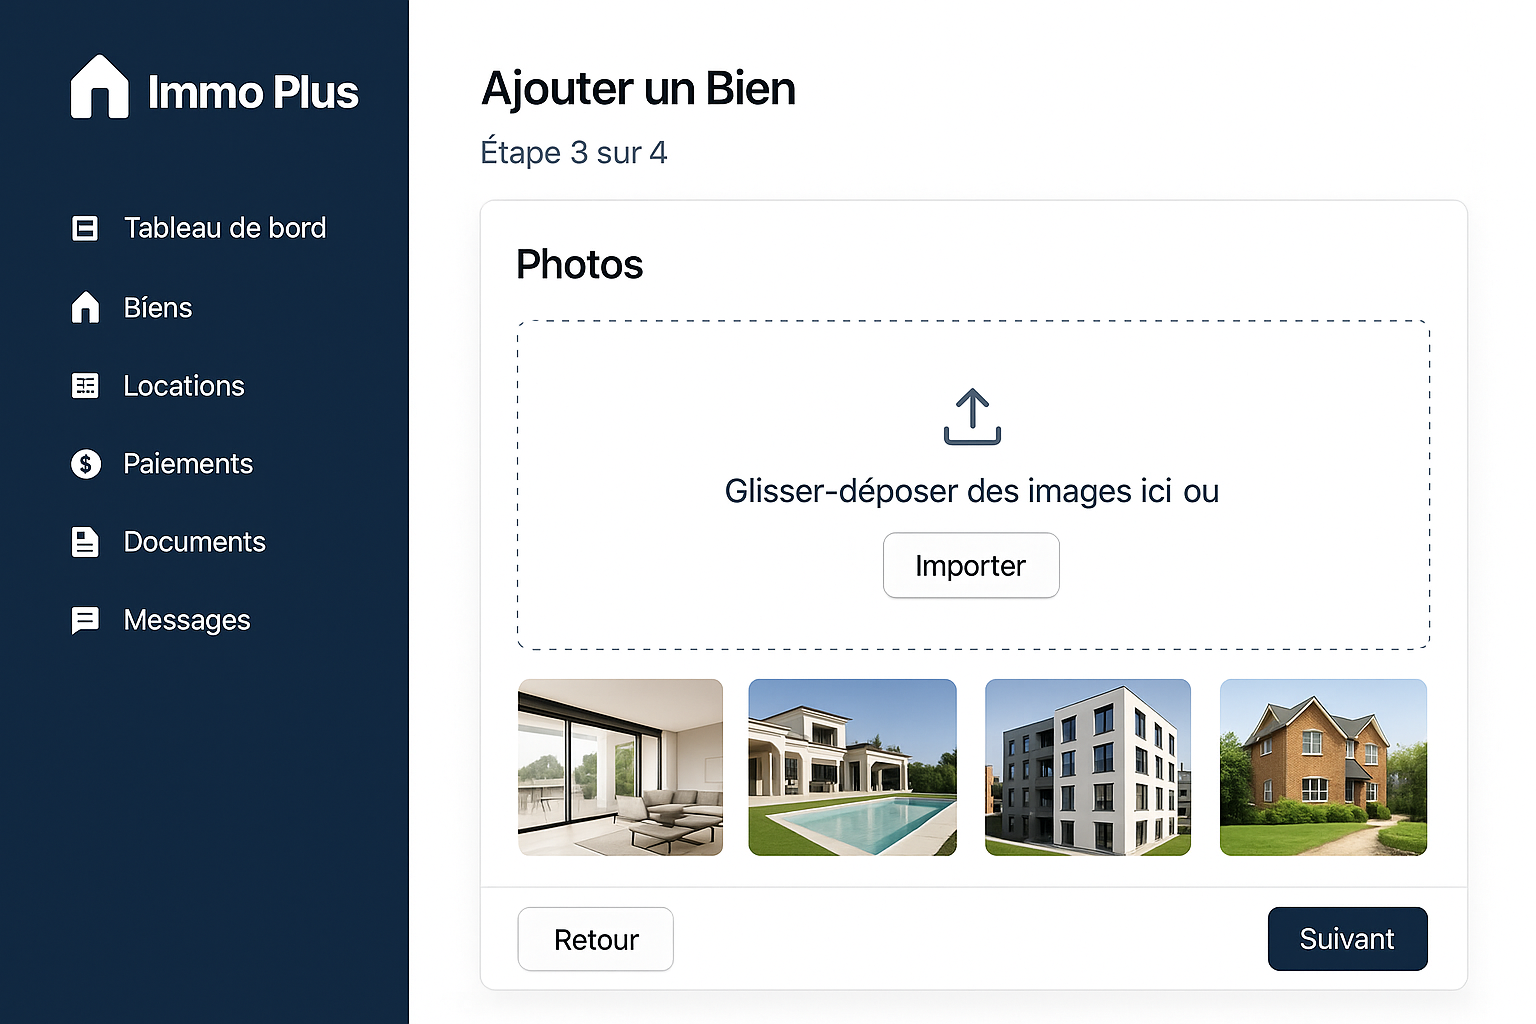 Immo Plus
Tableau de bord
Bíens
Locations
Paiements
Documents
Messages
Ajouter un Bien
Étape 3 sur 4
Photos
Glisser-déposer des images ici ou
Importer
Retour
Suivant